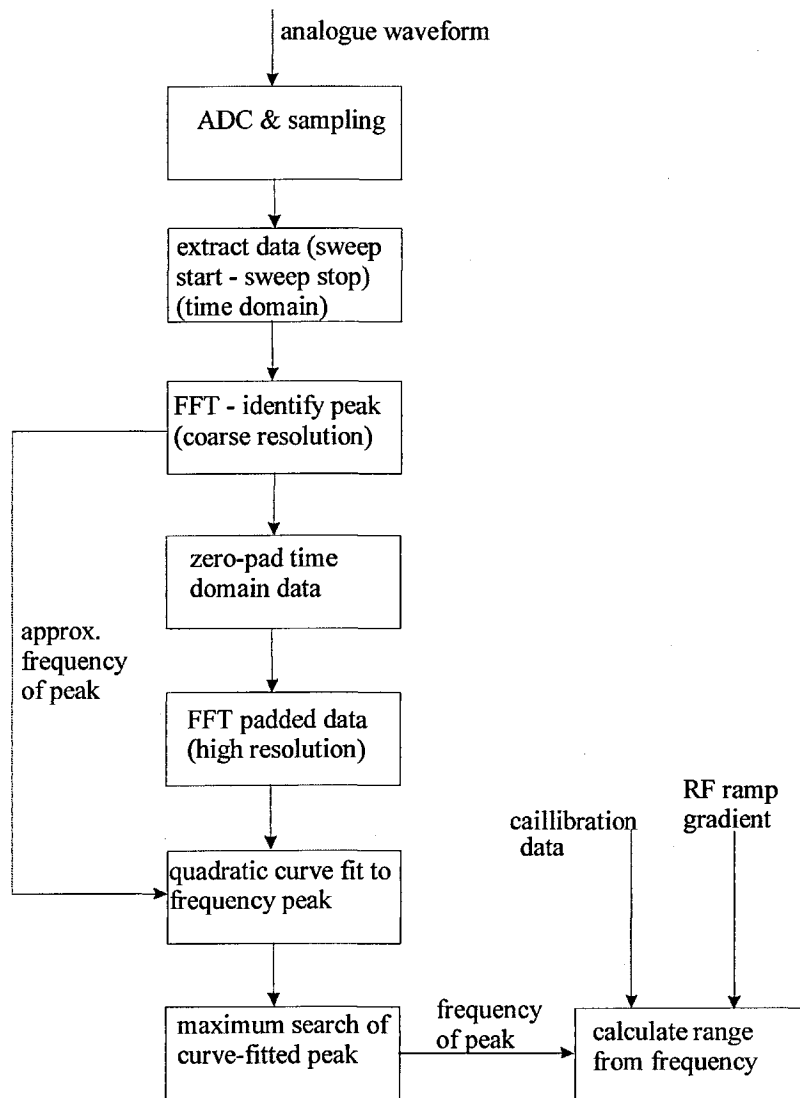 analogue waveform
ADC & sampling
extract data (sweep
start - sweep stop)
(time domain)
FFT - identify peak
(coarse resolution)
zero-pad time
domain data
approx.
frequency
of peak
FFT padded data
(high resolution)
RF ramp
gradient
caillibration
data
quadratic curve fit to
frequency peak
maximum search of
curve-fitted peak
frequency
of peak
calculate range
from frequency